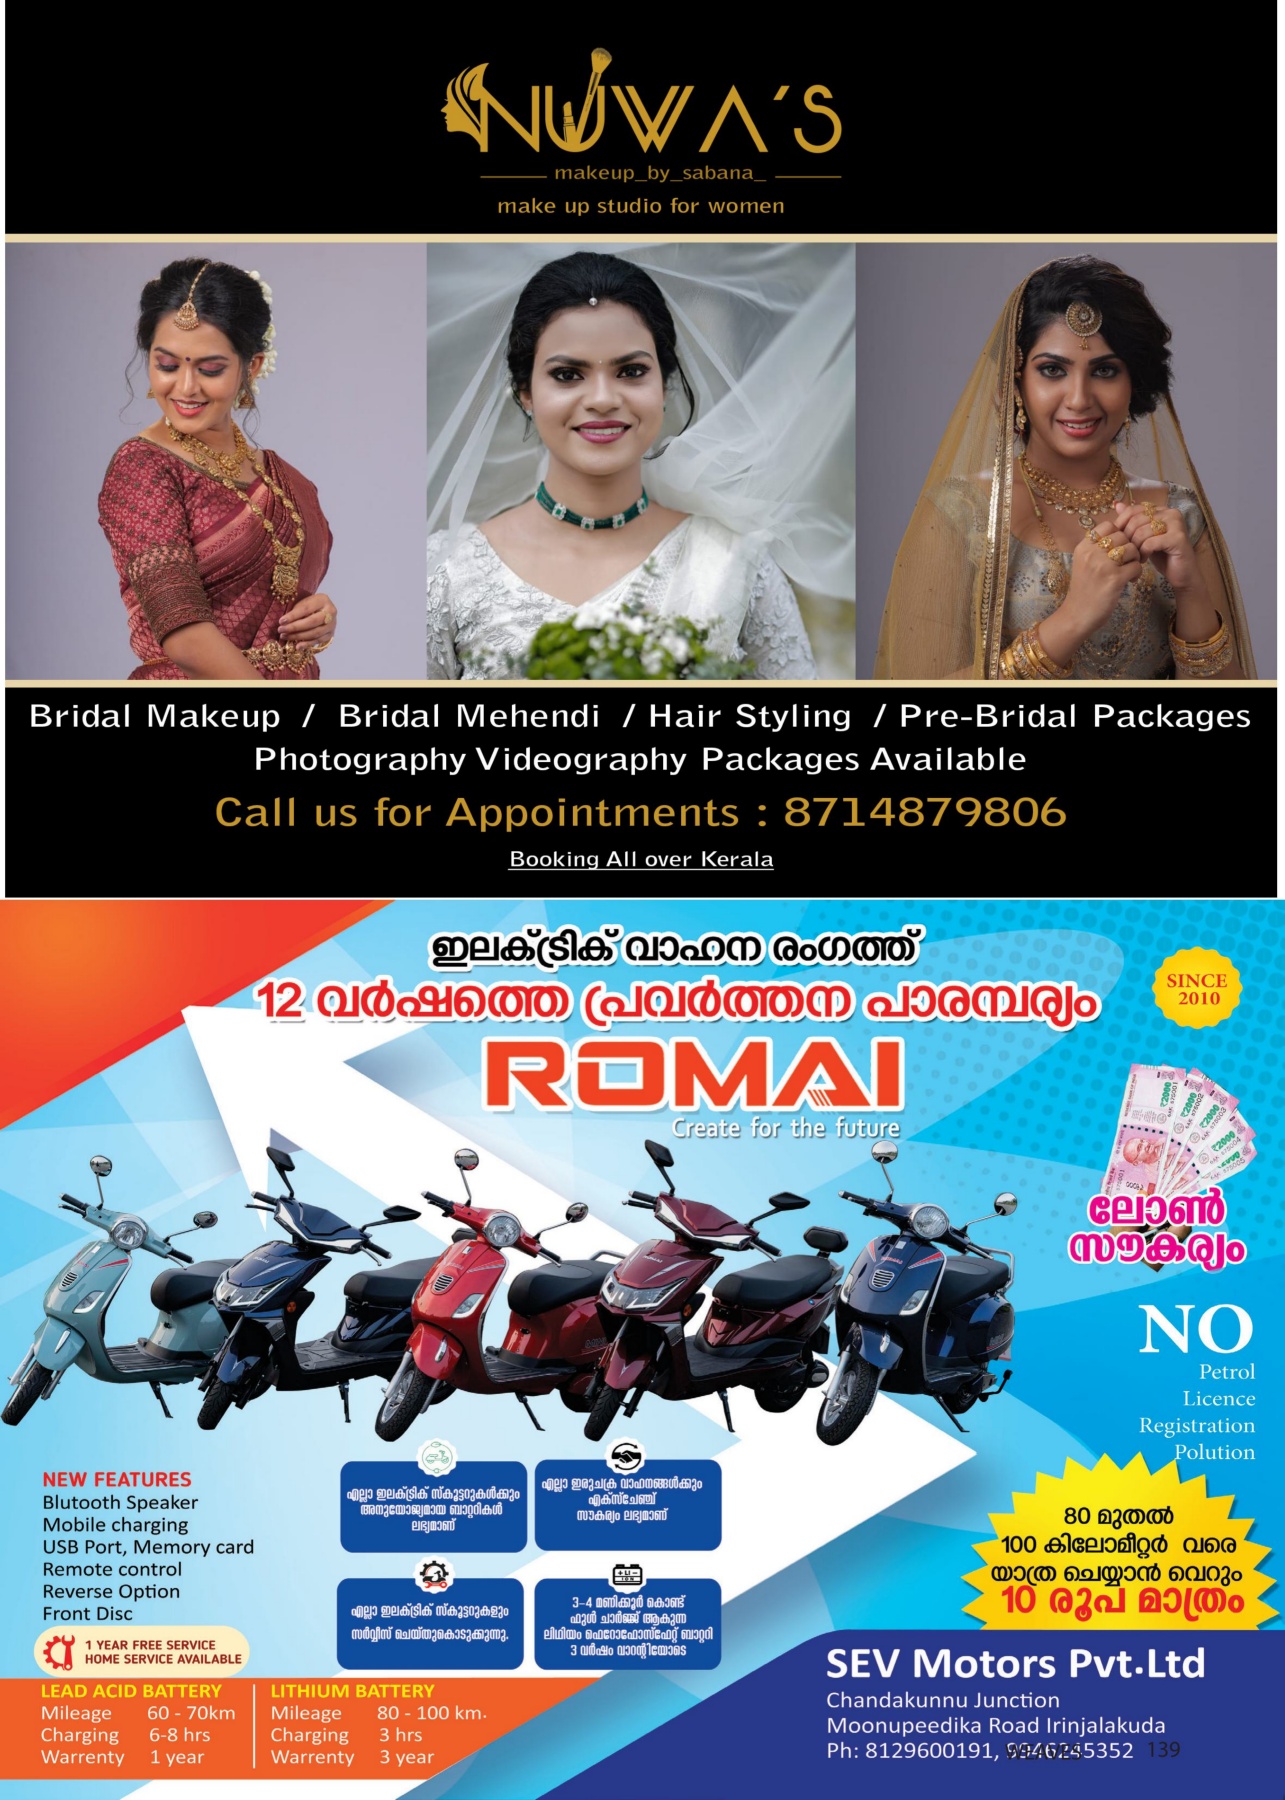 NUWA'S
makeup_by_sabana_
make up studio for women
Bridal Makeup / Bridal Mehendi / Hair Styling / Pre-Bridal Packages
Photography Videography Packages Available
Call us for Appointments : 8714879806
Booking All over Kerala
ഇലക്ട്രിക് വാഹന രംഗത്ത്
12 വർഷത്തെ പ്രവർത്തന പാരമ്പര്യം
SINCE
2010
ROMAI
Create for the future
ലോൺ
സൗകര്യം
NO
Petrol
Licence
Registration
Polution
NEW FEATURES
Blutooth Speaker
Mobile charging
USB Port, Memory card
Remote control
Reverse Option
Front Disc
1 YEAR FREE SERVICE
HOME SERVICE AVAILABLE
എല്ലാ ഇലക്ട്രിക് സ്കൂട്ടറുകൾക്കും
അനുയോജ്യമായ ബാറ്ററികൾ
ലഭ്യമാണ്
എല്ലാ ഇരുചക്ര വാഹനങ്ങൾക്കും
എക്സ്ചേഞ്ച്
സൗകര്യം ലഭ്യമാണ്
എല്ലാ ഇലക്ട്രിക് സ്കൂട്ടറുകളും
സർവ്വീസ് ചെയ്തുകൊടുക്കുന്നു.
+ LI -
ION
3-4 മണിക്കൂർ കൊണ്ട്
ഫുൾ ചാർജ്ജ് ആകുന്ന
ലിഥിയം ഫെറോഫോസ്ഫേറ്റ് ബാറ്ററി
3 വർഷം വാറന്റിയോടെ
80 മുതൽ
100 കിലോമീറ്റർ വരെ
യാത്ര ചെയ്യാൻ വെറും
10 രൂപ മാത്രം
LEAD ACID BATTERY
Mileage 60 - 70km
Charging 6-8 hrs
Warrenty 1 year
LITHIUM BATTERY
Mileage 80 - 100 km.
Charging 3 hrs
Warrenty 3 year
SEV Motors Pvt.Ltd
Chandakunnu Junction
Moonupeedika Road Irinjalakuda
Ph: 8129600191, 9946245352
139